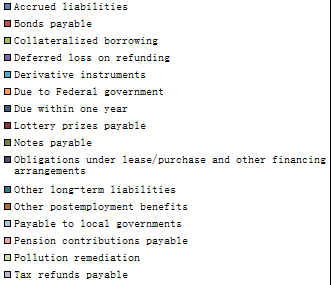 Accrued liabilities
Bonds payable
Collateralized borrowing
Deferred loss on refunding
Derivative instruments
Due to Federal government
Due within one year
Lottery prizes payable
Notes payable
Obligations under lease/purchase and other financing
arrangements
Other long-term liabilities
Other postemployment benefits
Payable to local governments
Pension contributions payable
Pollution remediation
Tax refunds payable